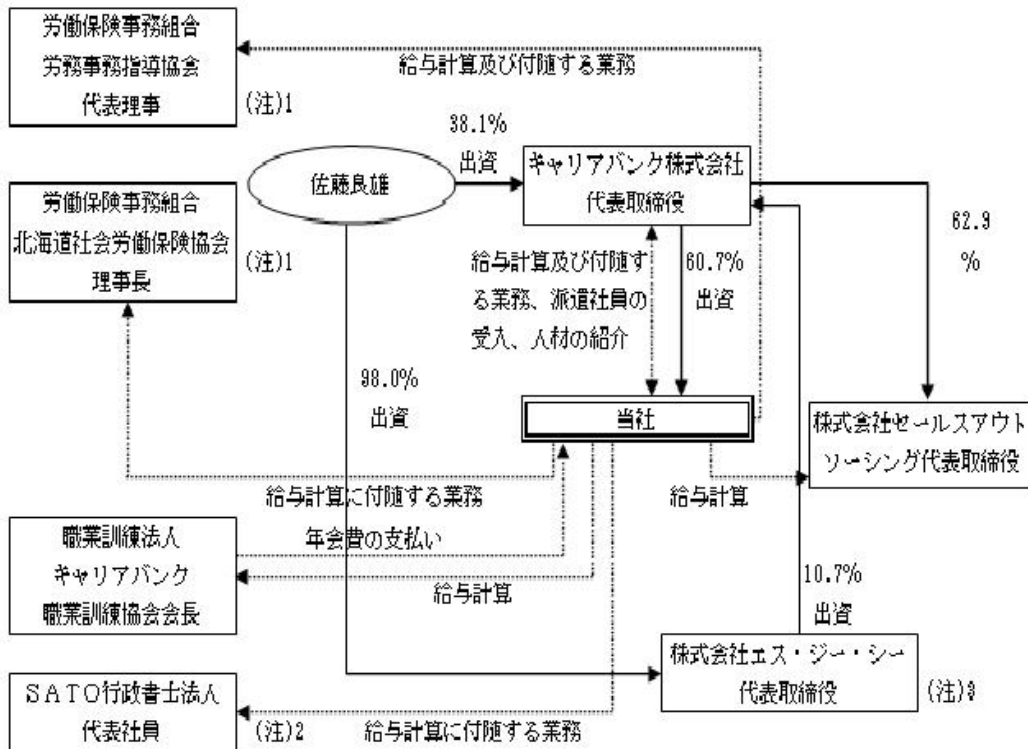 労働保険事務組合
労務事務指導協会
代表理事
(注)1
給与計算及び付随する業務
38.1%
出資
佐藤良雄
キャリアバンク株式会社
代表取締役
労働保険事務組合
北海道社会労働保険協会
理事長
(注)1
62.9
%
給与計算及び付随す
る業務、派遣社員の
受入、人材の紹介
60.7%
出資
98.0%
出資
当社
株式会社セールスアウト
ソーシング代表取締役
給与計算に付随する業務
給与計算
職業訓練法人
キャリアバンク
職業訓練協会会長
年会費の支払い
給与計算
10.7%
出資
株式会社エス・ジー・シー
代表取締役
(注)3
SATO行政書士法人
代表社員
(注)2
給与計算に付随する業務